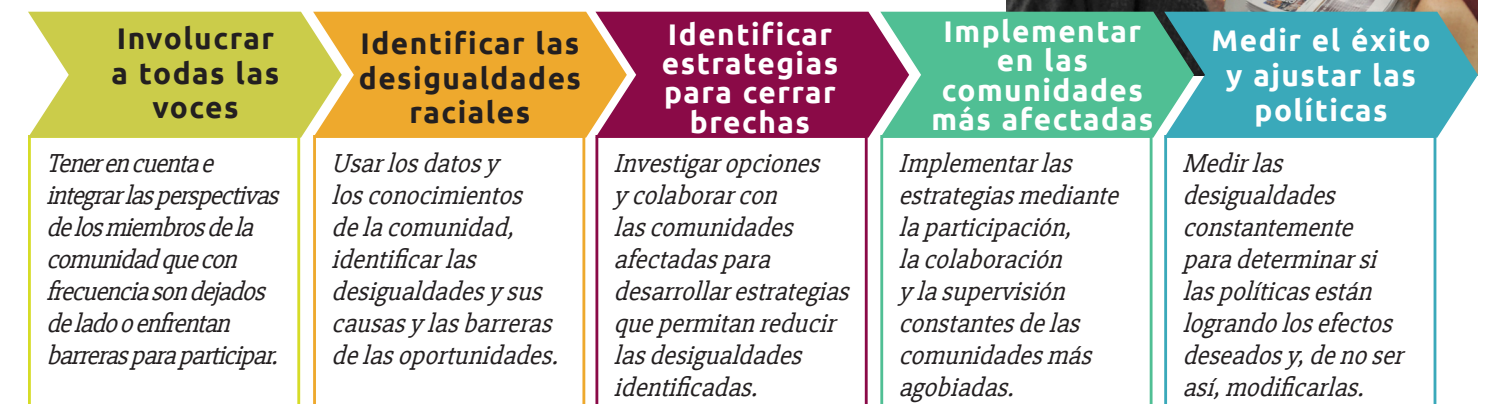 Involucrar
a todas las
voces
Tener en cuenta e
integrar las perspectivas
de los miembros de la
comunidad que con
frecuencia son dejados
de lado o enfrentan
barreras para participar.
Identificar las
desigualdades
raciales
Usar los datos y
los conocimientos
de la comunidad,
identificar las
desigualdades y sus
causas y las barreras
de las oportunidades.
Identificar
estrategias
para cerrar
brechas
Investigar opciones
y colaborar con
las comunidades
afectadas para
desarrollar estrategias
que permitan reducir
las desigualdades
identificadas.
Implementar
en las
comunidades
más afectadas
Implementar las
estrategias mediante
la participación,
la colaboración
y la supervisión
constantes de las
comunidades más
agobiadas.
Medir el éxito
y ajustar las
políticas
Medir las
desigualdades
constantemente
para determinar si
las políticas están
logrando los efectos
deseados y, de no ser
así, modificarlas.